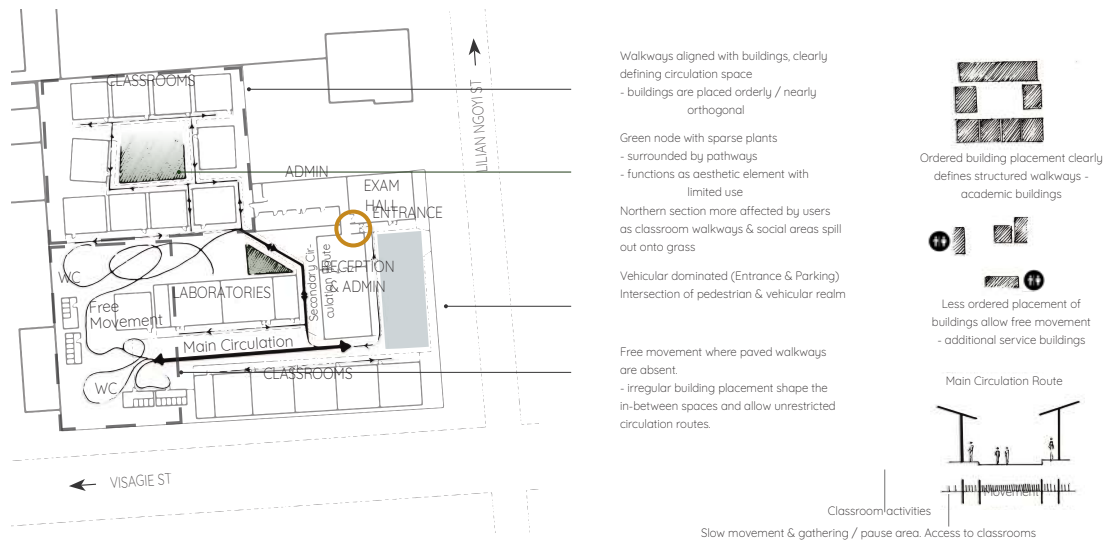 CLASSROOMS
LILIAN NGOYI ST
ADMIN
EXAM
HALL
ENTRANCE
WC
RECEPTION
& ADMIN
Secondary Cir-
culation Route
LABORATORIES
Free
Movement
Main Circulation
CLASSROOMS
WC
VISAGIE ST
Walkways aligned with buildings, clearly
defining circulation space
- buildings are placed orderly / nearly
orthogonal
Green node with sparse plants
- surrounded by pathways
- functions as aesthetic element with
limited use
Northern section more affected by users
as classroom walkways & social areas spill
out onto grass
Vehicular dominated (Entrance & Parking)
Intersection of pedestrian & vehicular realm
Free movement where paved walkways
are absent.
- irregular building placement shape the
in-between spaces and allow unrestricted
circulation routes.
Ordered building placement clearly
defines structured walkways -
academic buildings
Less ordered placement of
buildings allow free movement
- additional service buildings
Main Circulation Route
Movement
Classroom activities
Slow movement & gathering / pause area. Access to classrooms